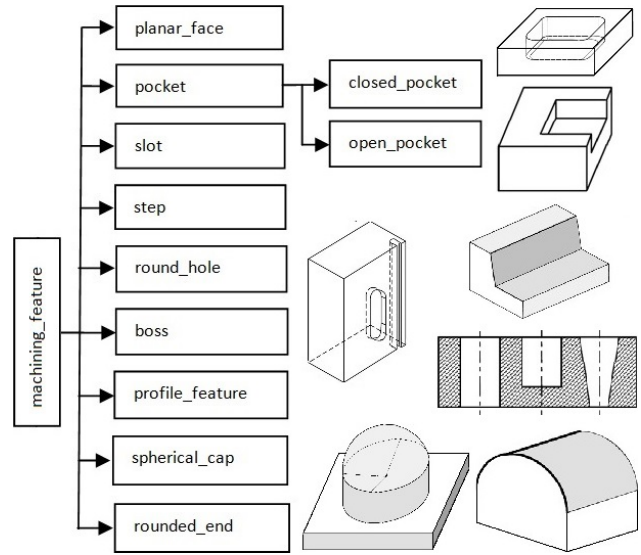 machining_feature
planar_face
pocket
closed_pocket
open_pocket
slot
step
round_hole
boss
profile_feature
spherical_cap
rounded_end